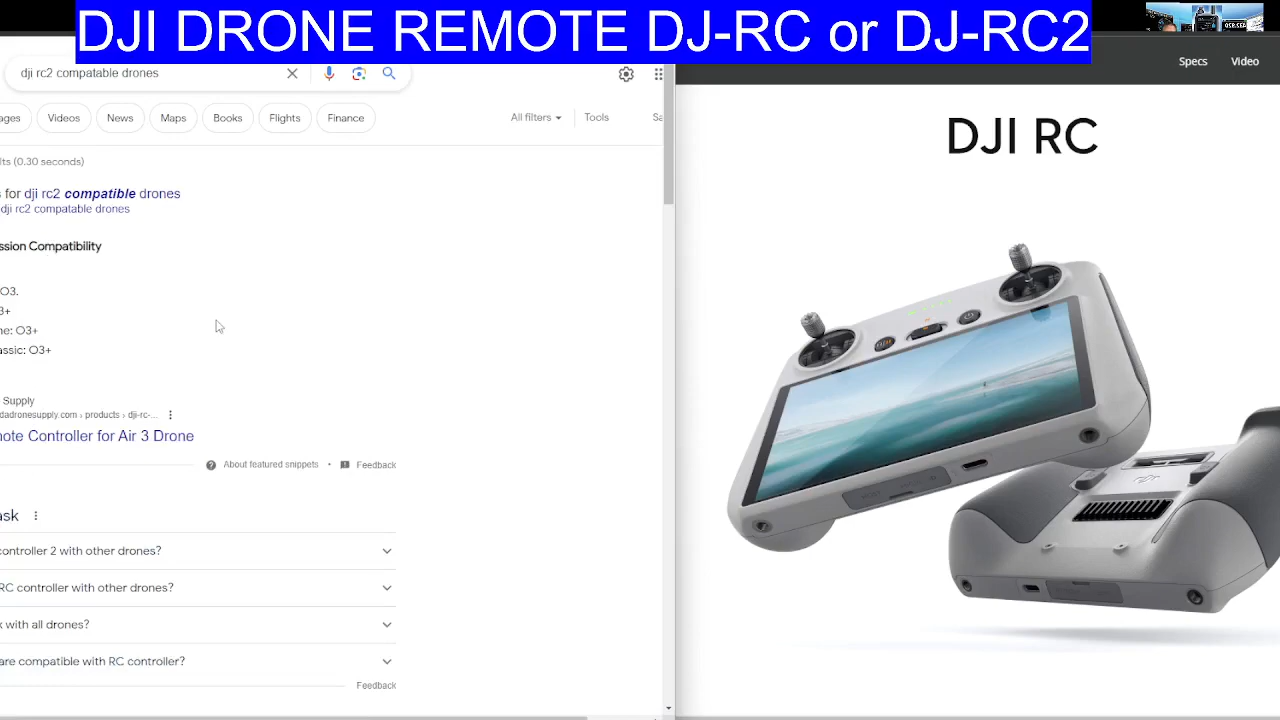 DJI DRONE REMOTE DJ-RC or DJ-RC2
dji rc2 compatable drones
Specs
Video
ages
Videos
News
Maps
Books
Flights
Finance
All filters
Tools
Sa
lts (0.30 seconds)
s for dji rc2 compatible drones
dji rc2 compatable drones
ssion Compatibility
O3.
3+
ne: O3+
assic: O3+
Supply
dadronesupply.com › products › dji-rc-...
note Controller for Air 3 Drone
About featured snippets
Feedback
ask
controller 2 with other drones?
RC controller with other drones?
k with all drones?
are compatible with RC controller?
Feedback
DJI RC